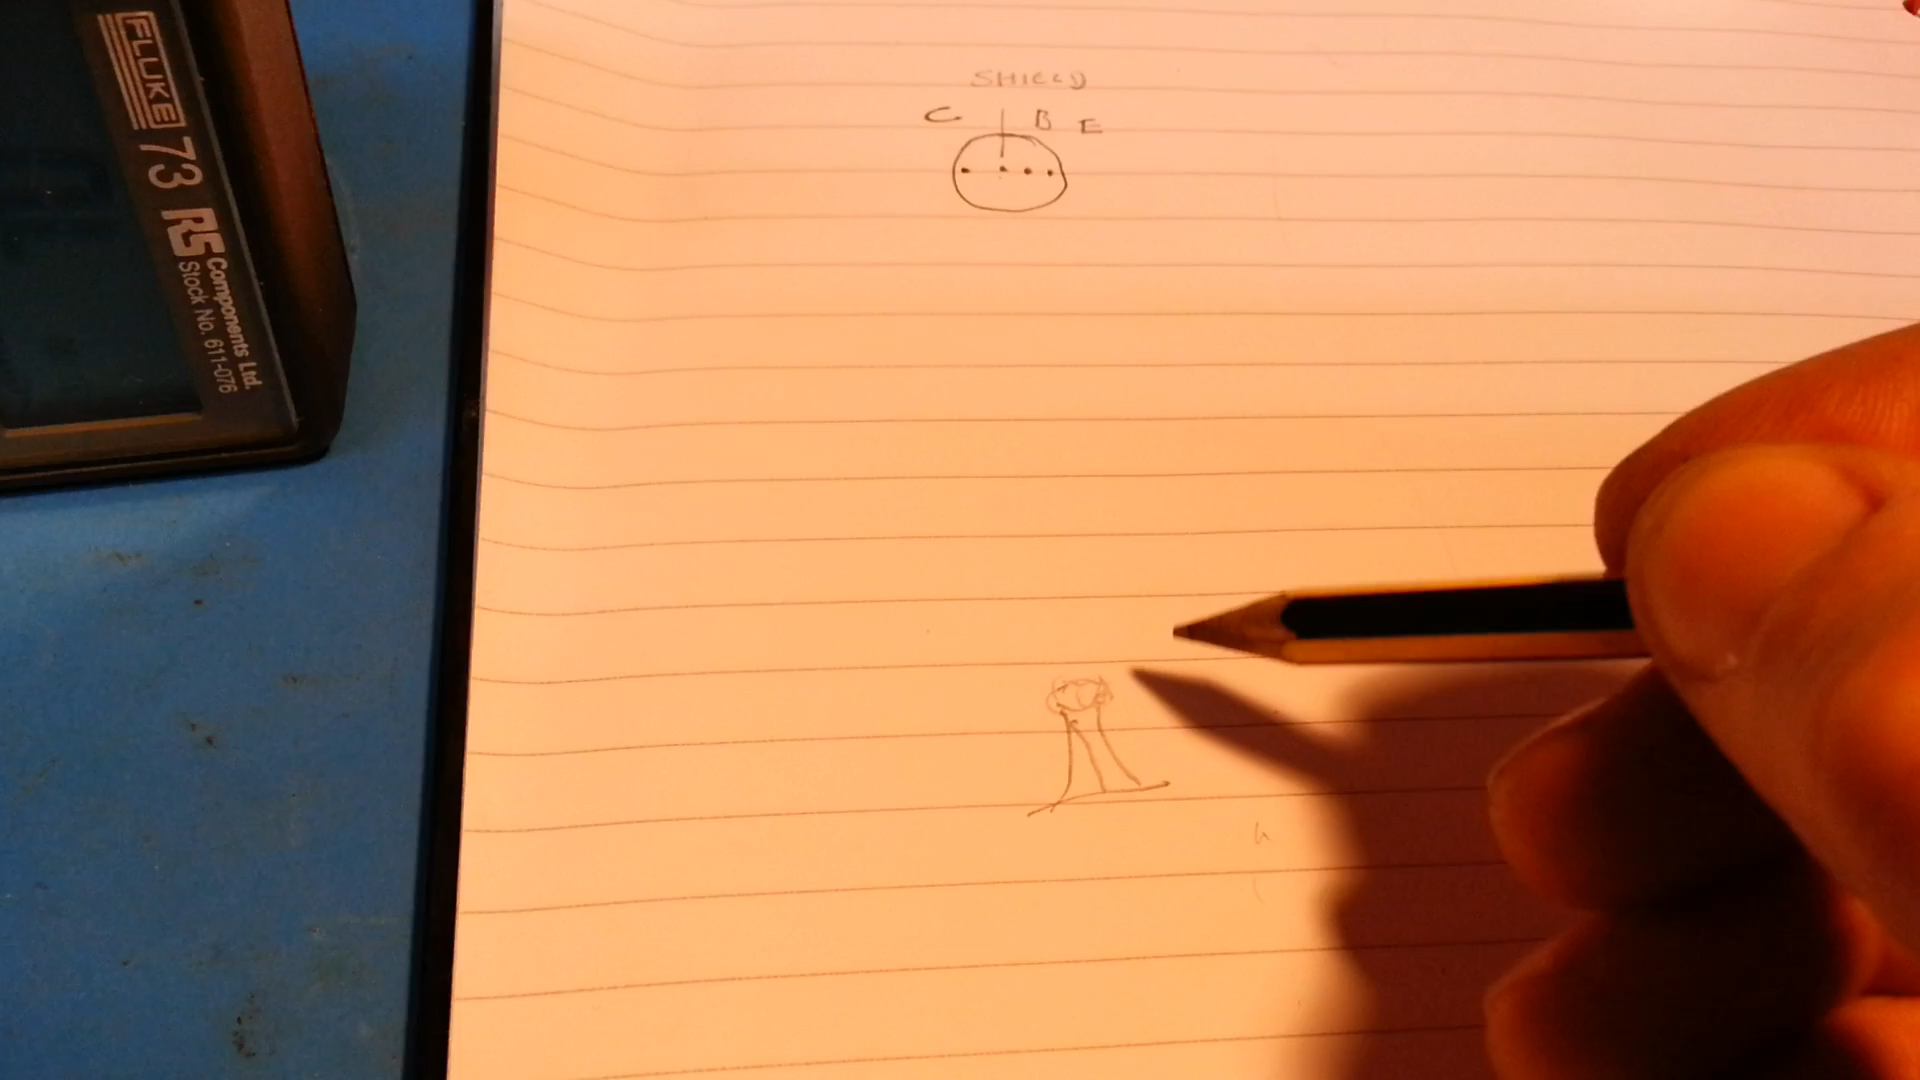 FLUKE 73
RS Components Ltd.
Stock No. 611-076
SHIELD
C B E